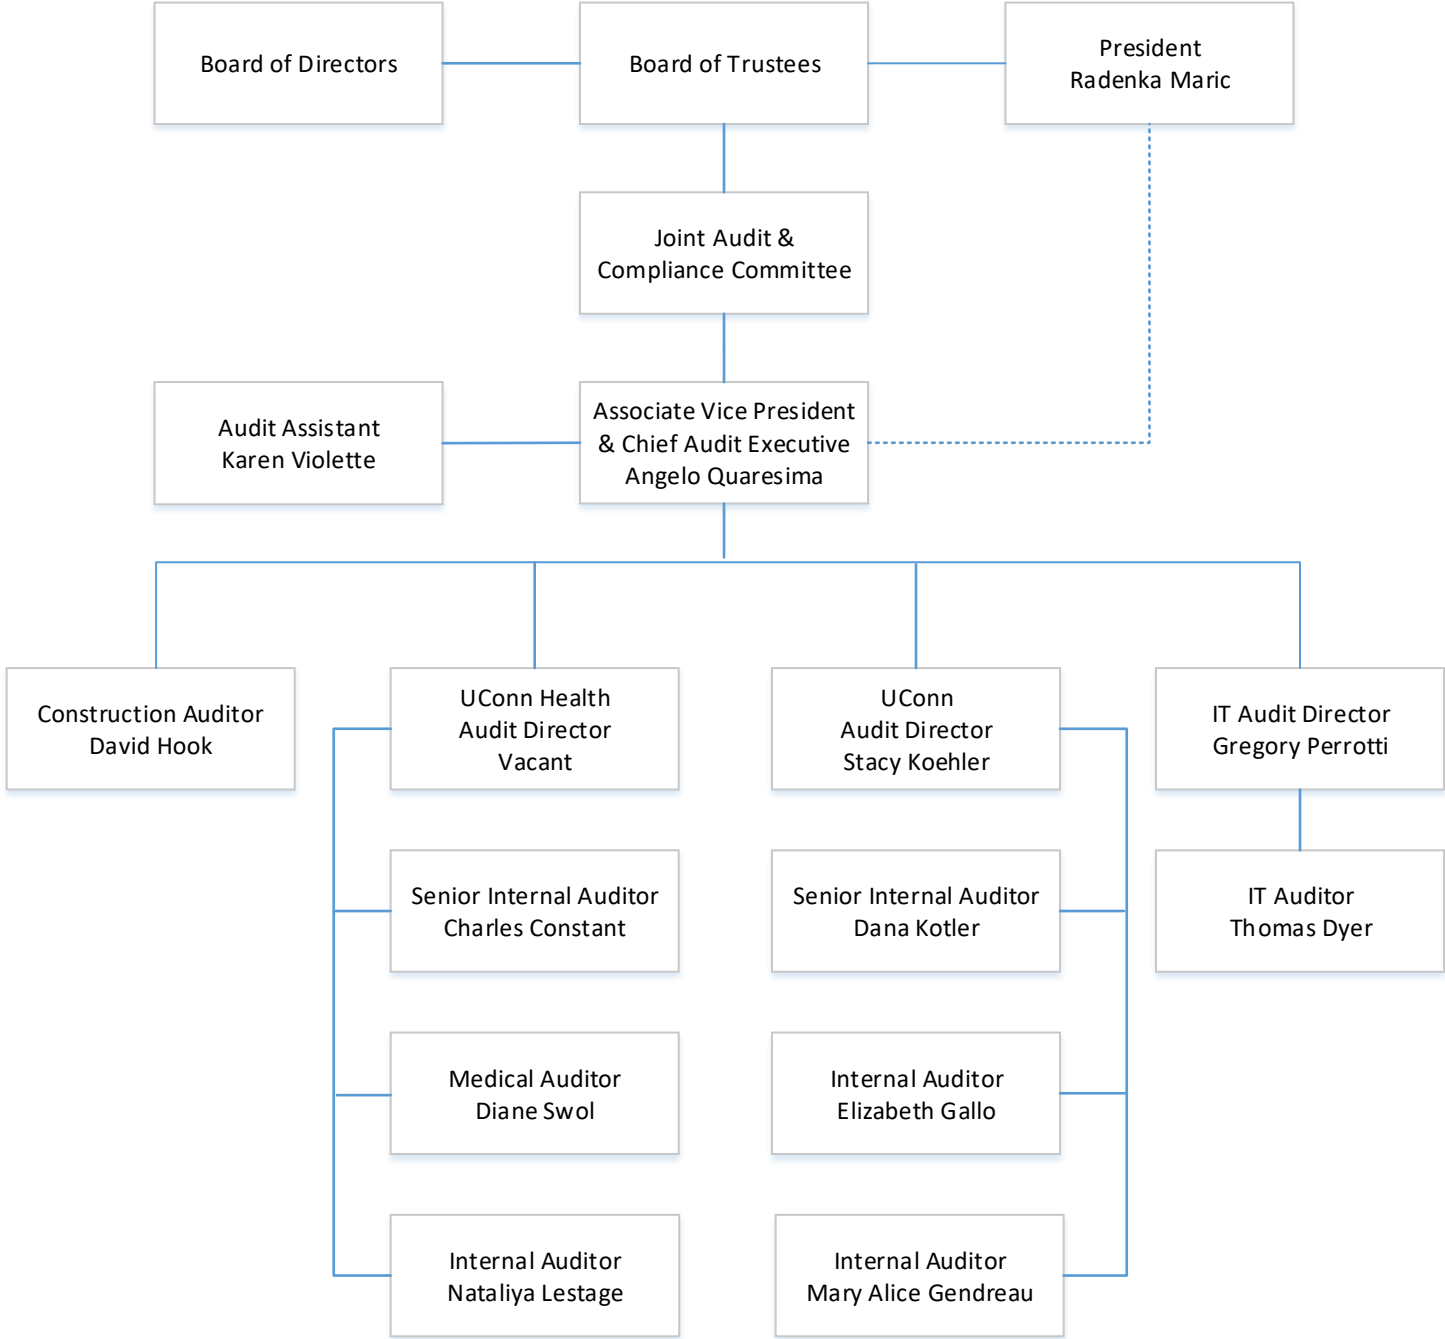 Board of Directors
Board of Trustees
President
Radenka Maric
Joint Audit &
Compliance Committee
Audit Assistant
Karen Violette
Associate Vice President
& Chief Audit Executive
Angelo Quaresima
Construction Auditor
David Hook
UConn Health
Audit Director
Vacant
UConn
Audit Director
Stacy Koehler
IT Audit Director
Gregory Perrotti
Senior Internal Auditor
Charles Constant
Senior Internal Auditor
Dana Kotler
IT Auditor
Thomas Dyer
Medical Auditor
Diane Swol
Internal Auditor
Elizabeth Gallo
Internal Auditor
Nataliya Lestage
Internal Auditor
Mary Alice Gendreau